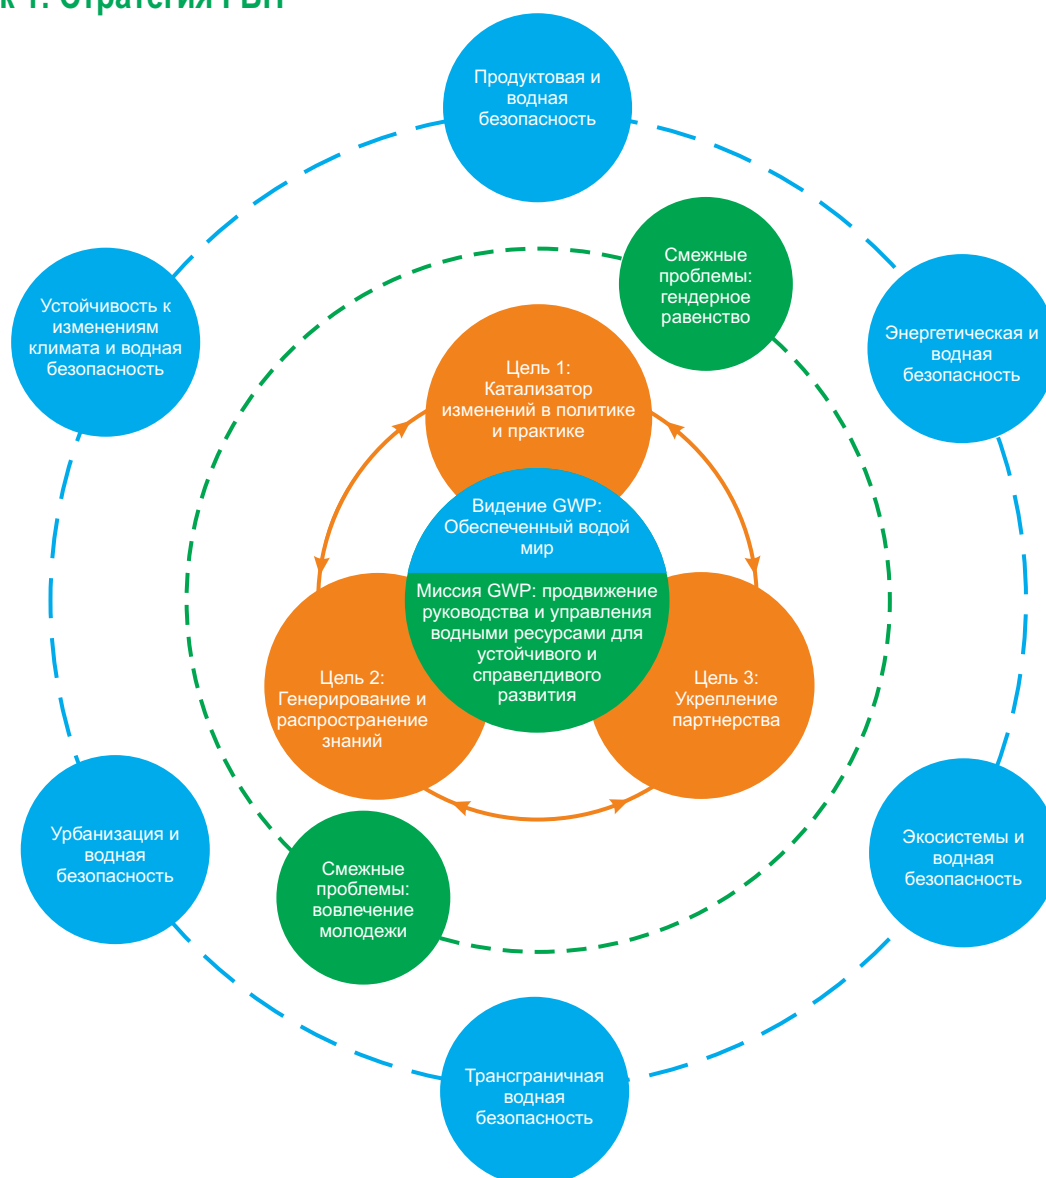 к 1. Стратегия ГВП
Продуктовая и
водная
безопасность
Смежные
проблемы:
гендерное
равенство
Устойчивость к
изменениям
климата и водная
безопасность
Энергетическая и
водная
безопасность
Цель 1:
Катализатор
изменений в политике
и практике
Видение GWP:
Обеспеченный водой
мир
Миссия GWP: продвижение
руководства и управления
водными ресурсами для
устойчивого и
справелдивого
развития
Цель 2:
Генерирование и
распространение
знаний
Цель 3:
Укрепление
партнерства
Урбанизация и
водная
безопасность
Экосистемы и
водная
безопасность
Смежные
проблемы:
вовлечение
молодежи
Трансграничная
водная
безопасность